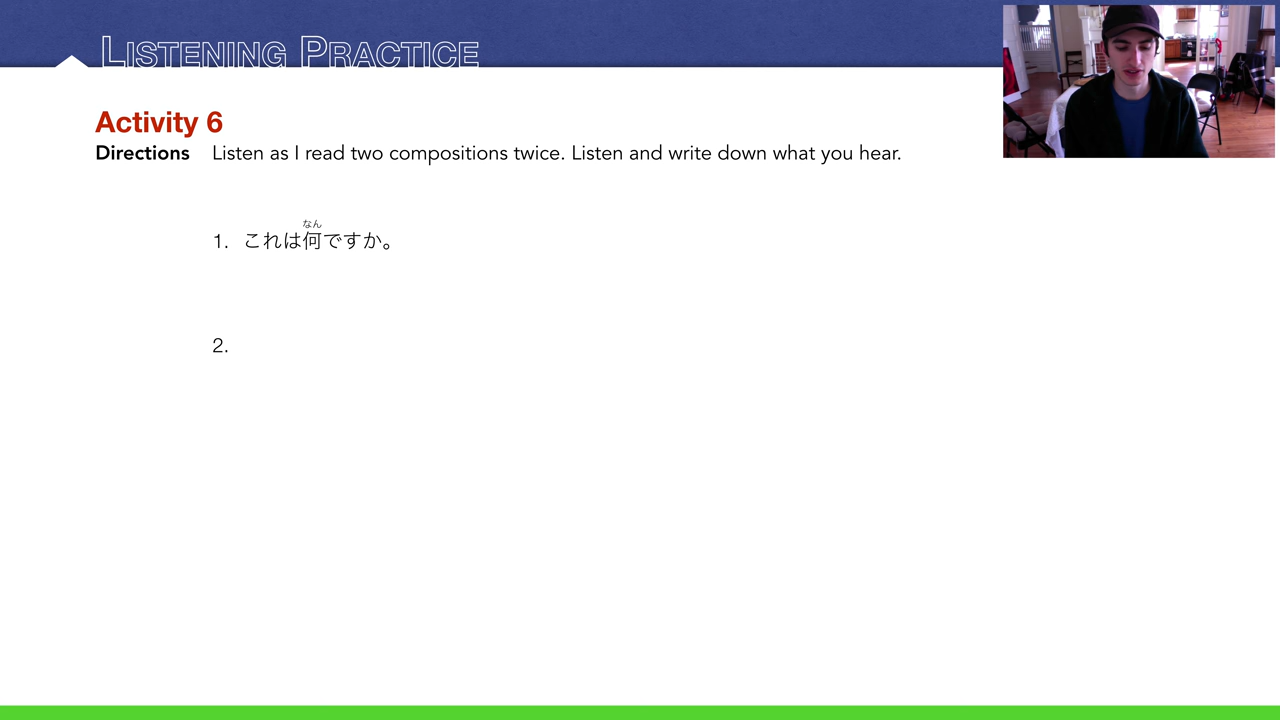 LISTENING PRACTICE
Activity 6
Directions Listen as I read two compositions twice. Listen and write down what you hear.
なん
1. これは何ですか。
2.